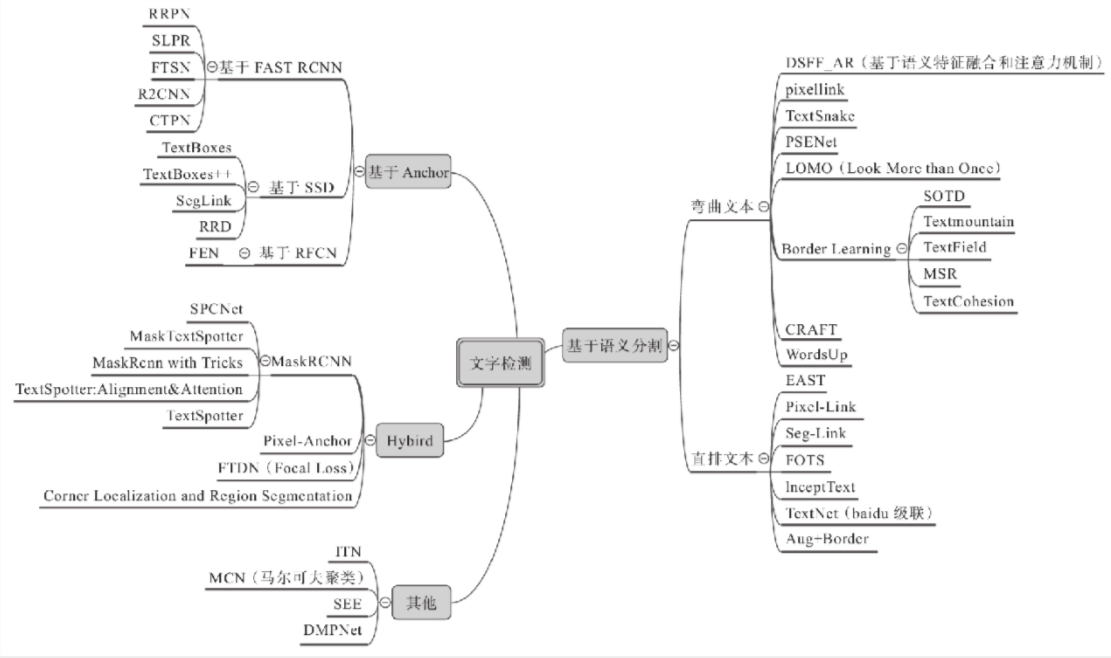 RRPN
SLPR
FTSN
R2CNN
CTPN
基于 FAST RCNN
TextBoxes
TextBoxes++
SegLink
RRD
基于 SSD
FEN
基于 RFCN
基于 Anchor
SPCNet
MaskTextSpotter
MaskRcnn with Tricks
TextSpotter:Alignment&Attention
TextSpotter
MaskRCNN
Pixel-Anchor
FTDN（Focal Loss）
Corner Localization and Region Segmentation
Hybird
ITN
MCN（马尔可夫聚类）
SEE
DMPNet
其他
文字检测
基于语义分割
弯曲文本
DSFF_AR（基于语义特征融合和注意力机制）
pixellink
TextSnake
PSENet
LOMO（Look More than Once）
Border Learning
SOTD
Textmountain
TextField
MSR
TextCohesion
CRAFT
WordsUp
直排文本
EAST
Pixel-Link
Seg-Link
FOTS
InceptText
TextNet（baidu 级联）
Aug+Border